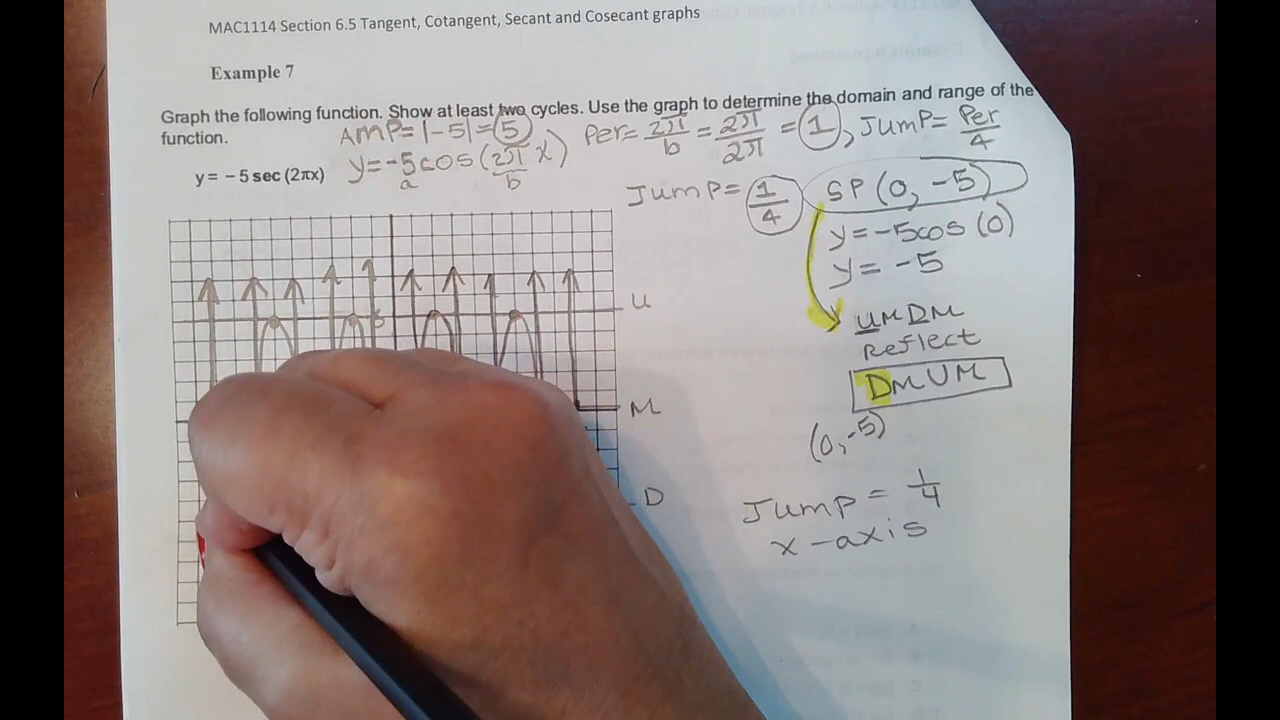 MAC1114 Section 6.5 Tangent, Cotangent, Secant and Cosecant graphs
Example 7
Graph the following function. Show at least two cycles. Use the graph to determine the domain and range of the
function.
AMP= |-5| = 5
Per= 2π/b = 2π/2π = 1, JumP= Per/4
y = – 5 sec (2πx)
y= -5cos(2π x)
a b
JumP= 1/4
SP (0, -5)
y = -5cos (0)
y = -5
U
UMDM
Reflect
DMUM
M
(0, -5)
D
Jump = 1/4
x-axis